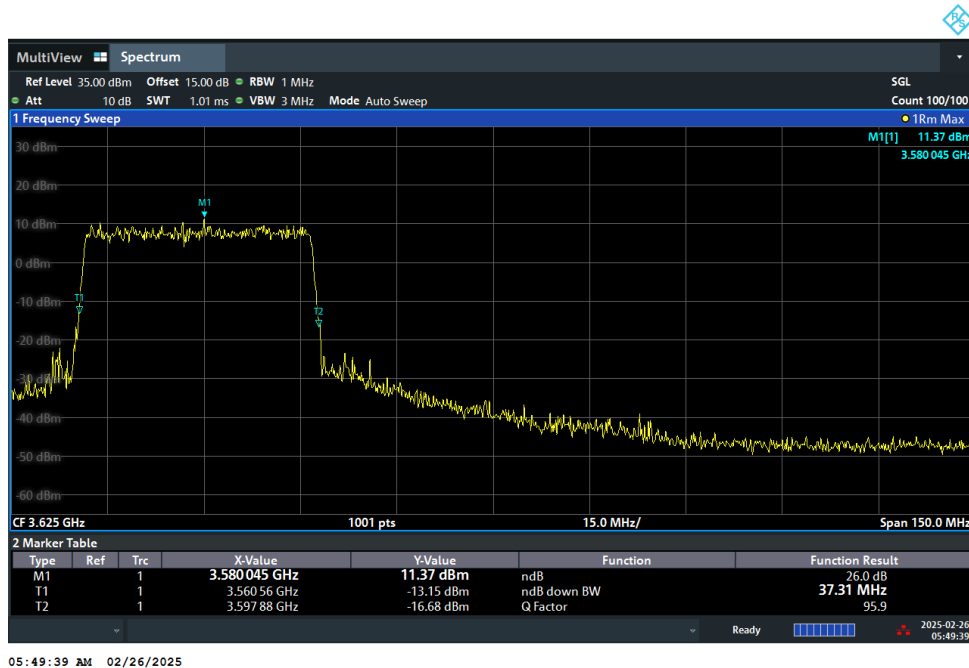 R&S
MultiView Spectrum
Ref Level 35.00 dBm Offset 15.00 dB RBW 1 MHz SGL
Att 10 dB SWT 1.01 ms VBW 3 MHz Mode Auto Sweep Count 100/100
1 Frequency Sweep 1Rm Max
M1[1] 11.37 dBm
3.580 045 GHz
30 dBm
20 dBm
M1
10 dBm
0 dBm
T1
-10 dBm
T2
-20 dBm
-30 dBm
-40 dBm
-50 dBm
-60 dBm
CF 3.625 GHz 1001 pts 15.0 MHz/ Span 150.0 MHz
2 Marker Table
Type Ref Trc X-Value Y-Value Function Function Result
M1 1 3.580 045 GHz 11.37 dBm ndB 26.0 dB
T1 1 3.560 56 GHz -13.15 dBm ndB down BW 37.31 MHz
T2 1 3.597 88 GHz -16.68 dBm Q Factor 95.9
Ready 2025-02-26
05:49:39
05:49:39 AM 02/26/2025